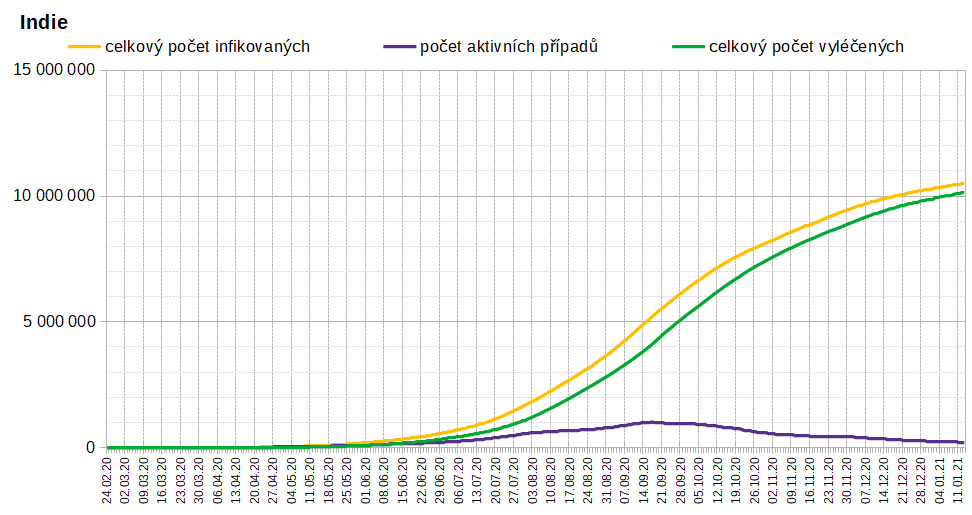 Indie
celkový počet infikovaných počet aktivních případů celkový počet vyléčených
15 000 000
10 000 000
5 000 000
0
24.02.20 02.03.20 09.03.20 16.03.20 23.03.20 30.03.20 06.04.20 13.04.20 20.04.20 27.04.20 04.05.20 11.05.20 18.05.20 25.05.20 01.06.20 08.06.20 15.06.20 22.06.20 29.06.20 06.07.20 13.07.20 20.07.20 27.07.20 03.08.20 10.08.20 17.08.20 24.08.20 31.08.20 07.09.20 14.09.20 21.09.20 28.09.20 05.10.20 12.10.20 19.10.20 26.10.20 02.11.20 09.11.20 16.11.20 23.11.20 30.11.20 07.12.20 14.12.20 21.12.20 28.12.20 04.01.21 11.01.21